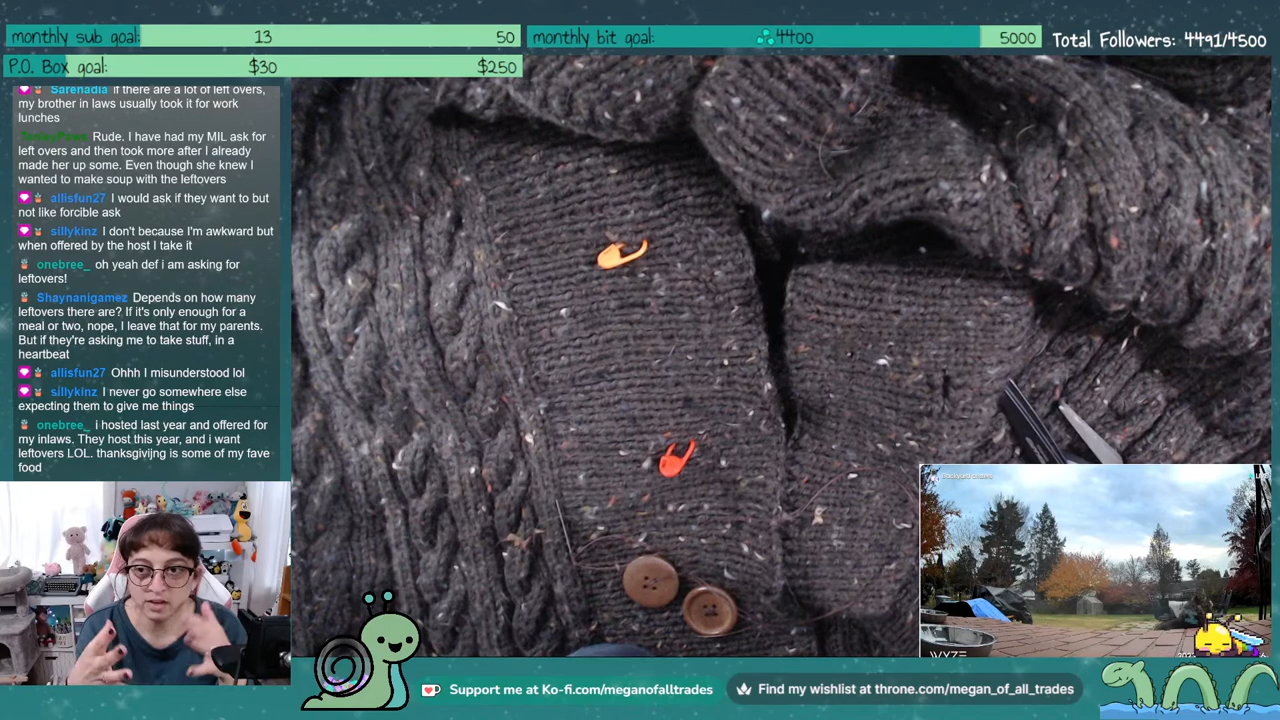 monthly sub goal: 13 50
monthly bit goal: 4400 5000
Total Followers: 4491/4500
P.O. Box goal: $30 $250
Sarenadia if there are a lot of left overs,
my brother in laws usually took it for work
lunches
Rude. I have had my MIL ask for
left overs and then took more after I already
made her up some. Even though she knew I
wanted to make soup with the leftovers
allisfun27 I would ask if they want to but
not like forcible ask
sillykinz I don't because I'm awkward but
when offered by the host I take it
onebree_ oh yeah def i am asking for
leftovers!
Shaynanigamez Depends on how many
leftovers there are? If it's only enough for a
meal or two, nope, I leave that for my parents.
But if they're asking me to take stuff, in a
heartbeat
allisfun27 Ohhh I misunderstood lol
sillykinz I never go somewhere else
expecting them to give me things
onebree_ i hosted last year and offered for
my inlaws. They host this year, and i want
leftovers LOL. thanksgivijng is some of my fave
food
WYZE
Support me at Ko-fi.com/meganofalltrades
Find my wishlist at throne.com/megan_of_all_trades